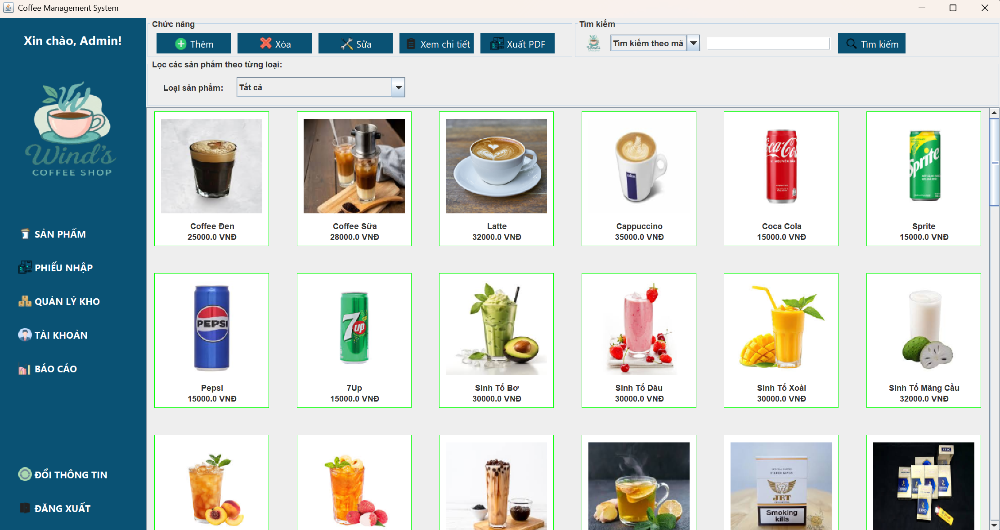 Coffee Management System
Xin chào, Admin!
Wind's
COFFEE SHOP
SẢN PHẨM
PHIẾU NHẬP
QUẢN LÝ KHO
TÀI KHOẢN
BÁO CÁO
ĐỔI THÔNG TIN
ĐĂNG XUẤT
Chức năng
Thêm
Xóa
Sửa
Xem chi tiết
Xuất PDF
Tìm kiếm
Tìm kiếm theo mã
Tìm kiếm
Lọc các sản phẩm theo từng loại:
Loại sản phẩm:
Tất cả
Coffee Đen
25000.0 VNĐ
Coffee Sữa
28000.0 VNĐ
Latte
32000.0 VNĐ
Cappuccino
35000.0 VNĐ
Coca Cola
Coca Cola
15000.0 VNĐ
Sprite
Sprite
15000.0 VNĐ
PEPSI
Pepsi
15000.0 VNĐ
7up
7Up
15000.0 VNĐ
Sinh Tố Bơ
30000.0 VNĐ
Sinh Tố Dâu
30000.0 VNĐ
Sinh Tố Xoài
30000.0 VNĐ
Sinh Tố Mãng Cầu
32000.0 VNĐ
FILTER KINGS
JET
Smoking
kills
HERO